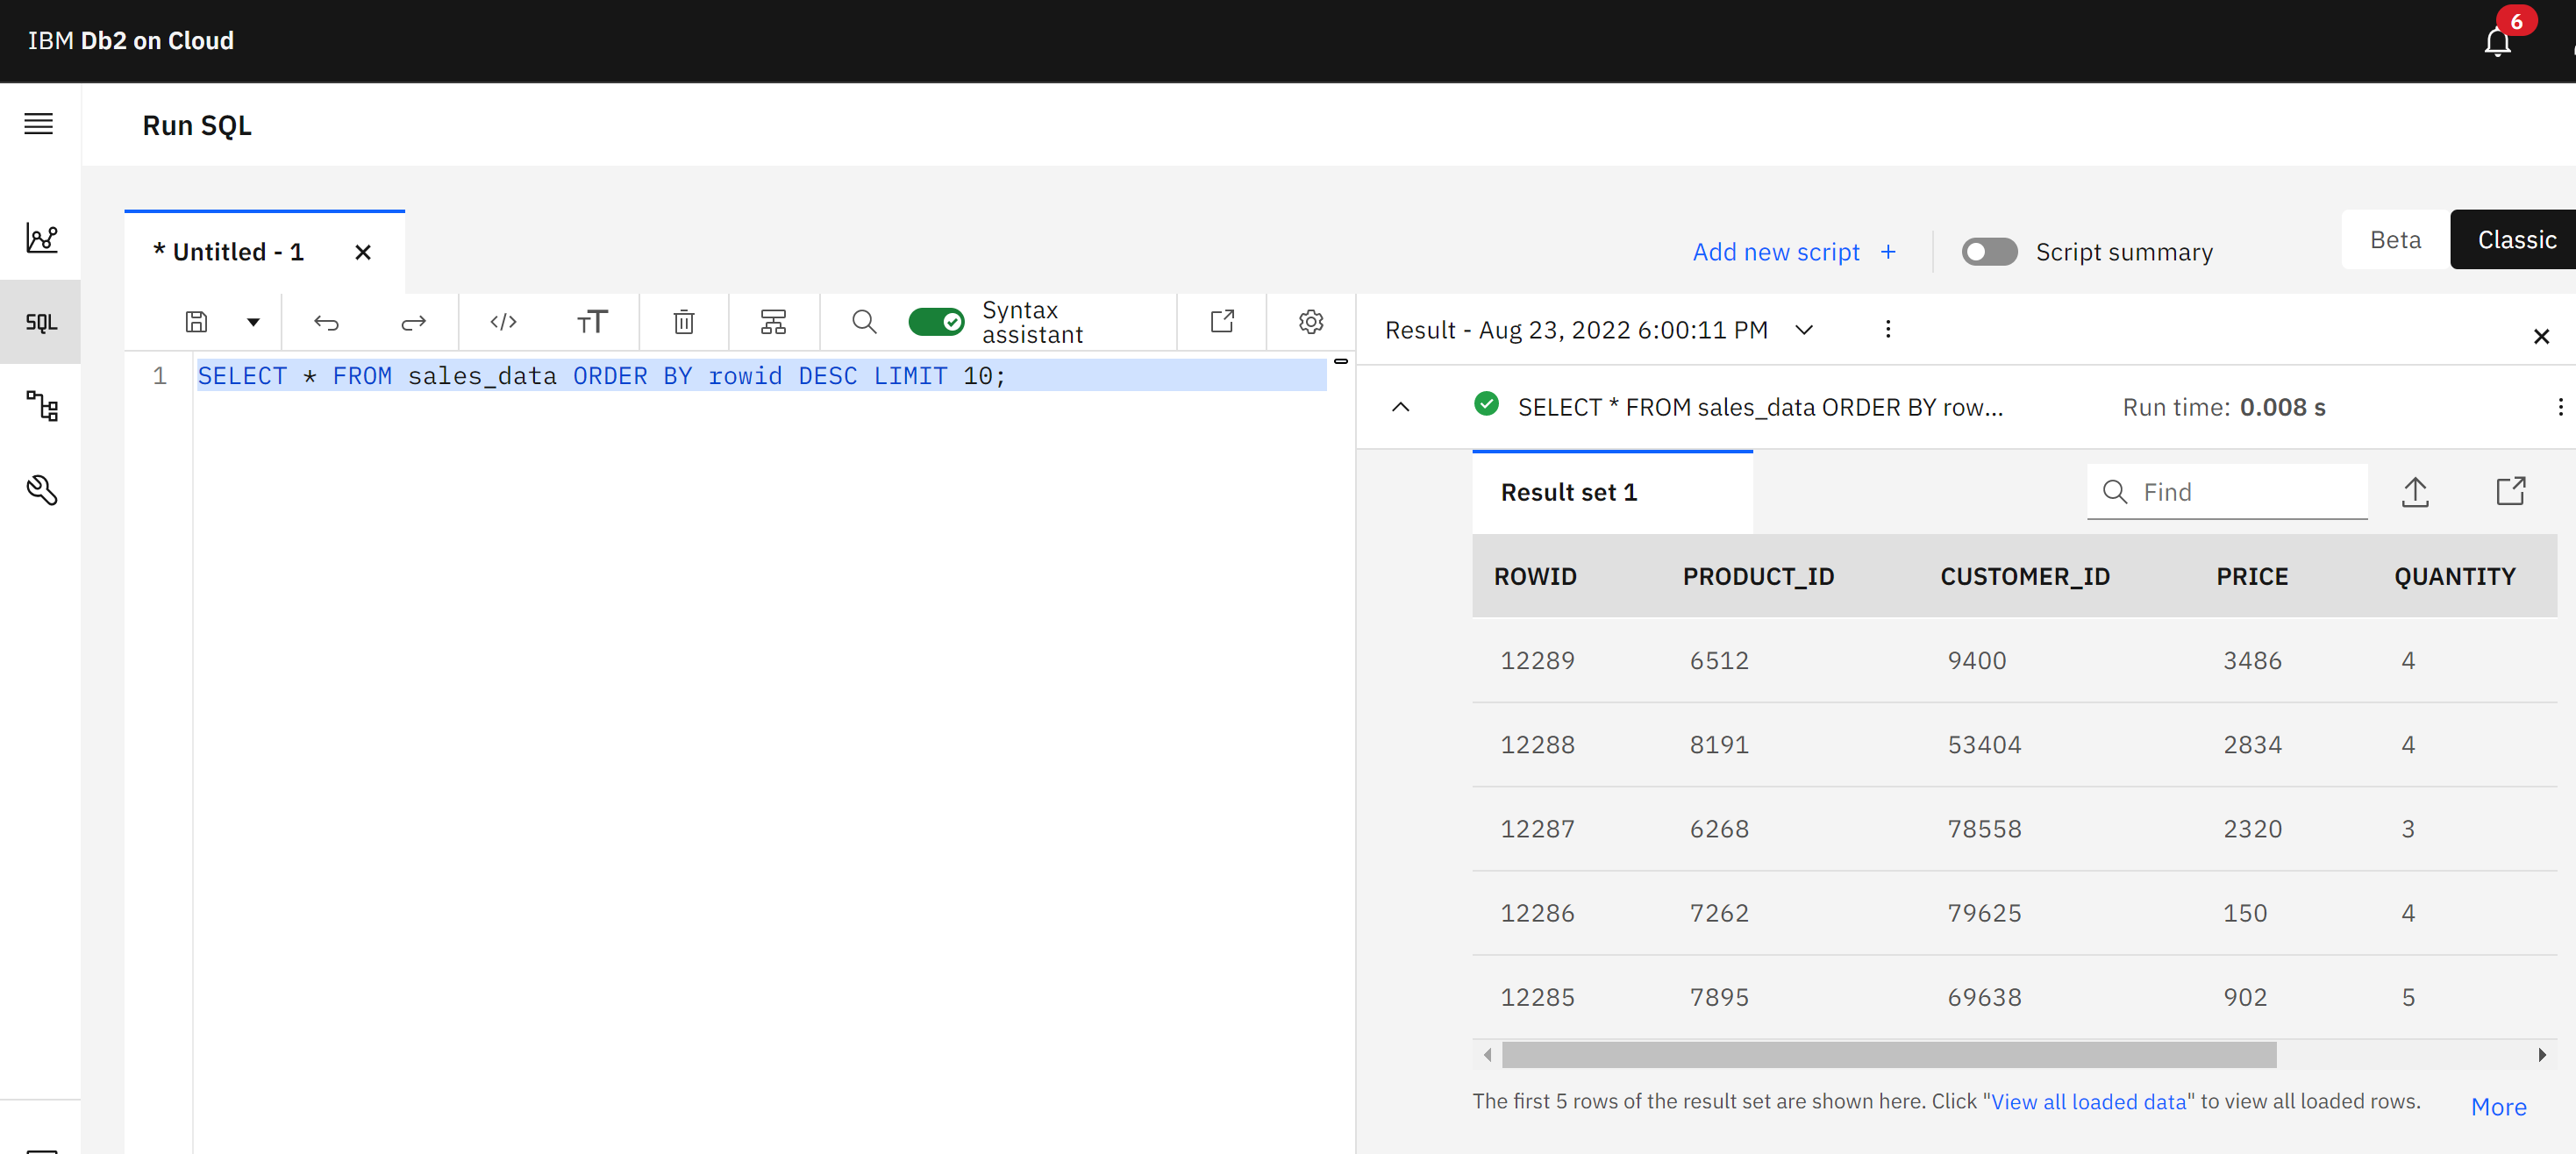 IBM Db2 on Cloud
6
Run SQL
* Untitled - 1
Add new script +
Script summary
Beta
Classic
SQL
Syntax
assistant
Result - Aug 23, 2022 6:00:11 PM
1 SELECT * FROM sales_data ORDER BY rowid DESC LIMIT 10;
SELECT * FROM sales_data ORDER BY row...
Run time: 0.008 s
Result set 1
Find
ROWID PRODUCT_ID CUSTOMER_ID PRICE QUANTITY
12289 6512 9400 3486 4
12288 8191 53404 2834 4
12287 6268 78558 2320 3
12286 7262 79625 150 4
12285 7895 69638 902 5
The first 5 rows of the result set are shown here. Click "View all loaded data" to view all loaded rows.
More